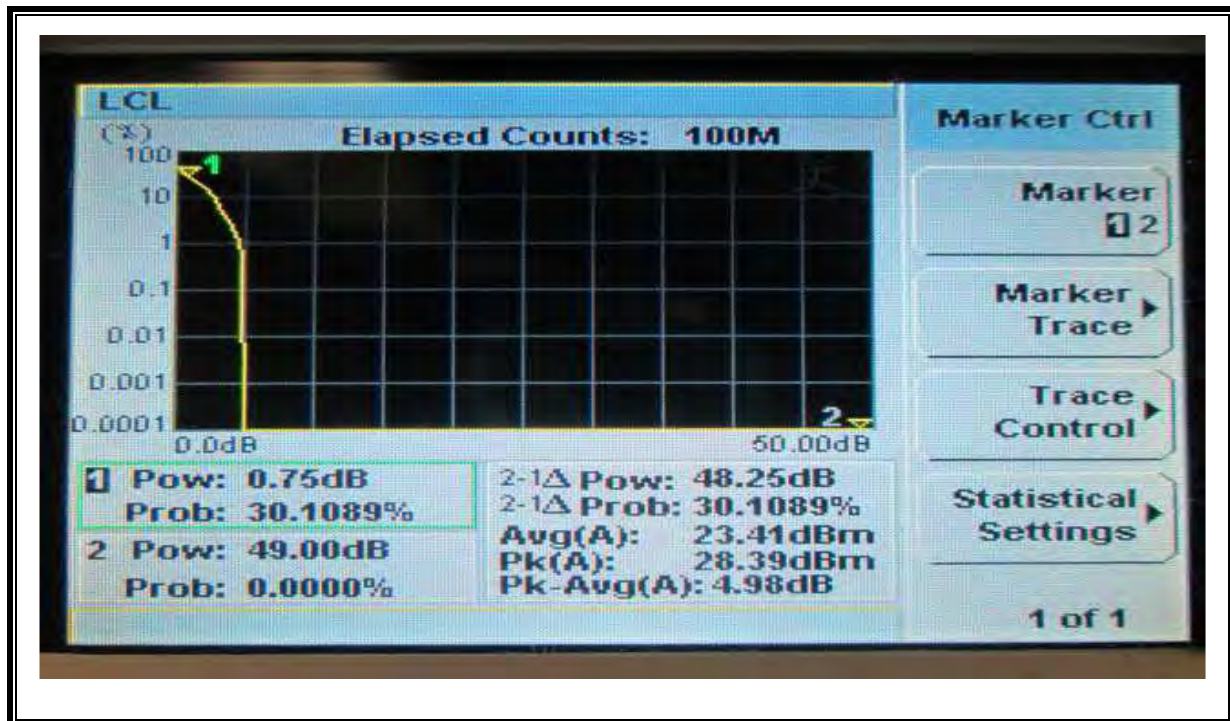 LCL
(%)
Elapsed Counts: 100M
100
1
10
1
0.1
0.01
0.001
0.0001
2
0.0dB
50.00dB
1 Pow: 0.75dB
Prob: 30.1089%
2 Pow: 49.00dB
Prob: 0.0000%
2-1Δ Pow: 48.25dB
2-1Δ Prob: 30.1089%
Avg(A): 23.41dBm
Pk(A): 28.39dBm
Pk-Avg(A): 4.98dB
Marker Ctrl
Marker
1 2
Marker
Trace
Trace
Control
Statistical
Settings
1 of 1